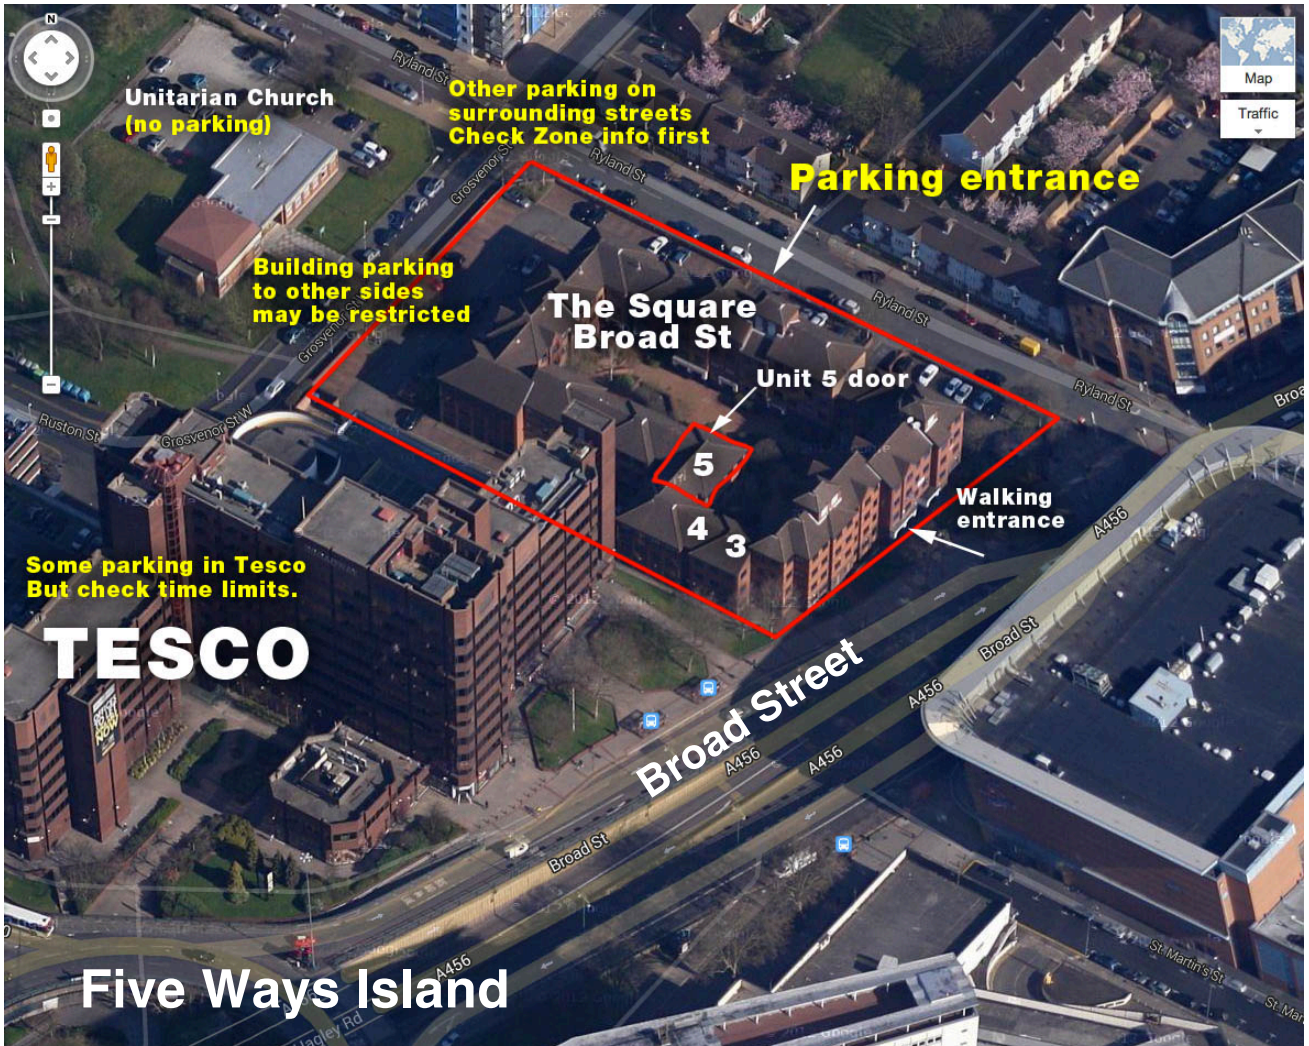 N
Ryland St
Map
Traffic
Unitarian Church
(no parking)
Other parking on
surrounding streets
Check Zone info first
Grosvenor St
Ryland St
Parking entrance
Building parking
to other sides
may be restricted
Grosvenor St
The Square
Broad St
Ryland St
Unit 5 door
Ryland St
Ruston St
Grosvenor St W
5
4
3
Walking
entrance
A456
Some parking in Tesco
But check time limits.
TESCO
Broad St
A456
Broad Street
A456
A456
Broad St
A456
Five Ways Island
Hagley Rd
St. Martin's St